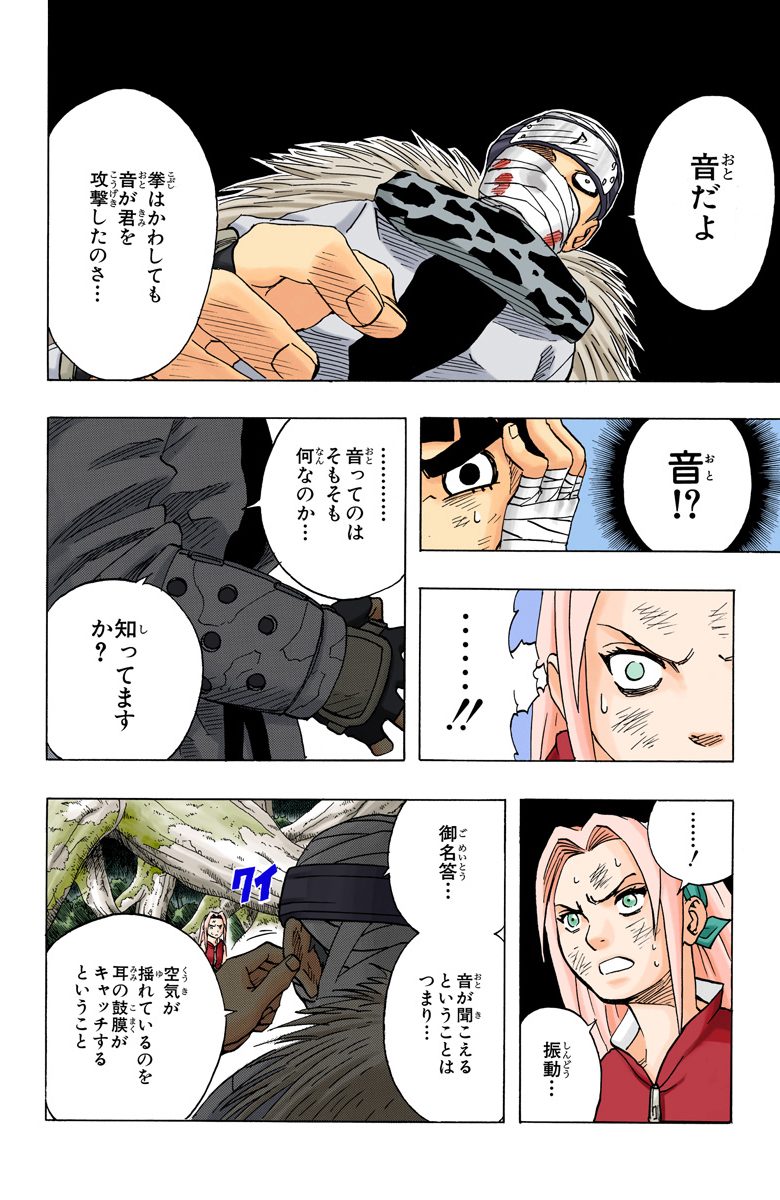 音だよ
拳はかわしても
音が君を
攻撃したのさ…
音!?
………!!
…………
音ってのは
そもそも
何なのか…
知ってます
か?
……!
振動…
御名答…
音が聞こえる
ということは
つまり…
クイ
空気が
揺れているのを
耳の鼓膜が
キャッチする
ということ